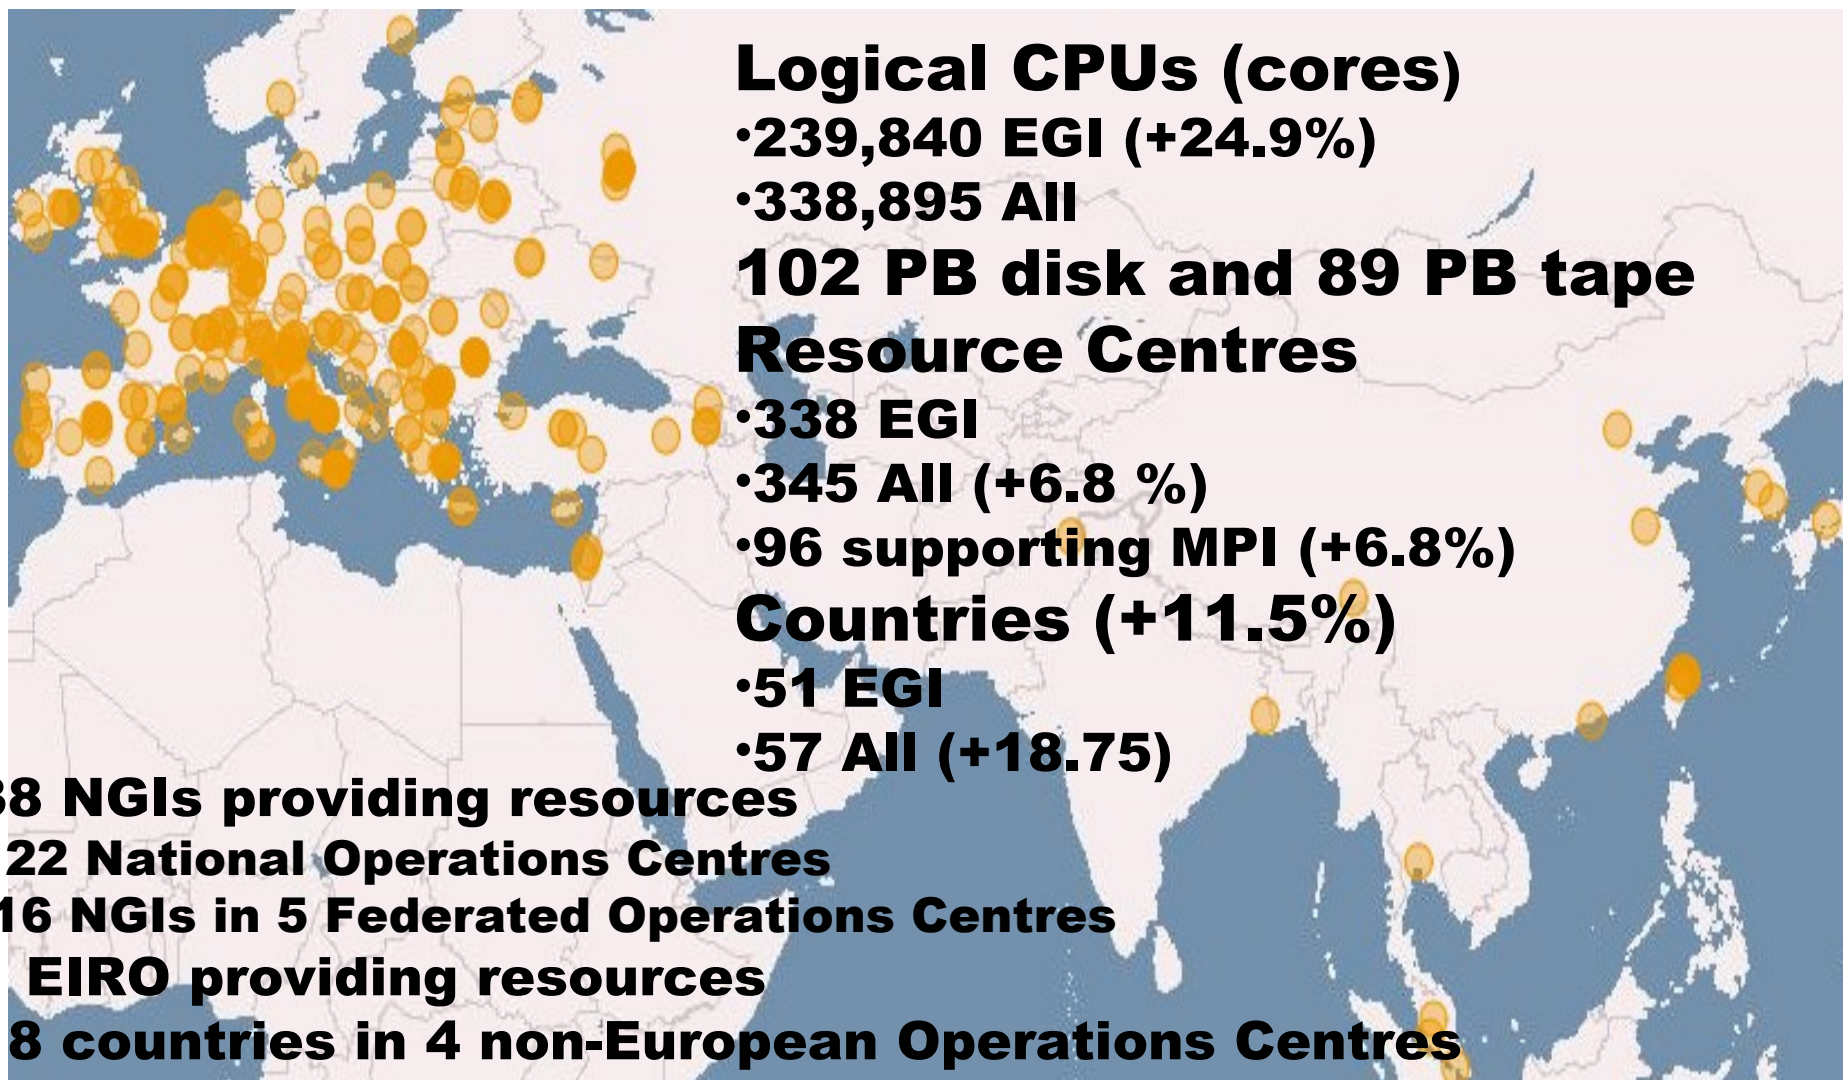 Logical CPUs (cores)
•239,840 EGI (+24.9%)
•338,895 All
102 PB disk and 89 PB tape
Resource Centres
•338 EGI
•345 All (+6.8 %)
•96 supporting MPI (+6.8%)
Countries (+11.5%)
•51 EGI
•57 All (+18.75)
38 NGIs providing resources
22 National Operations Centres
16 NGIs in 5 Federated Operations Centres
EIRO providing resources
8 countries in 4 non-European Operations Centres